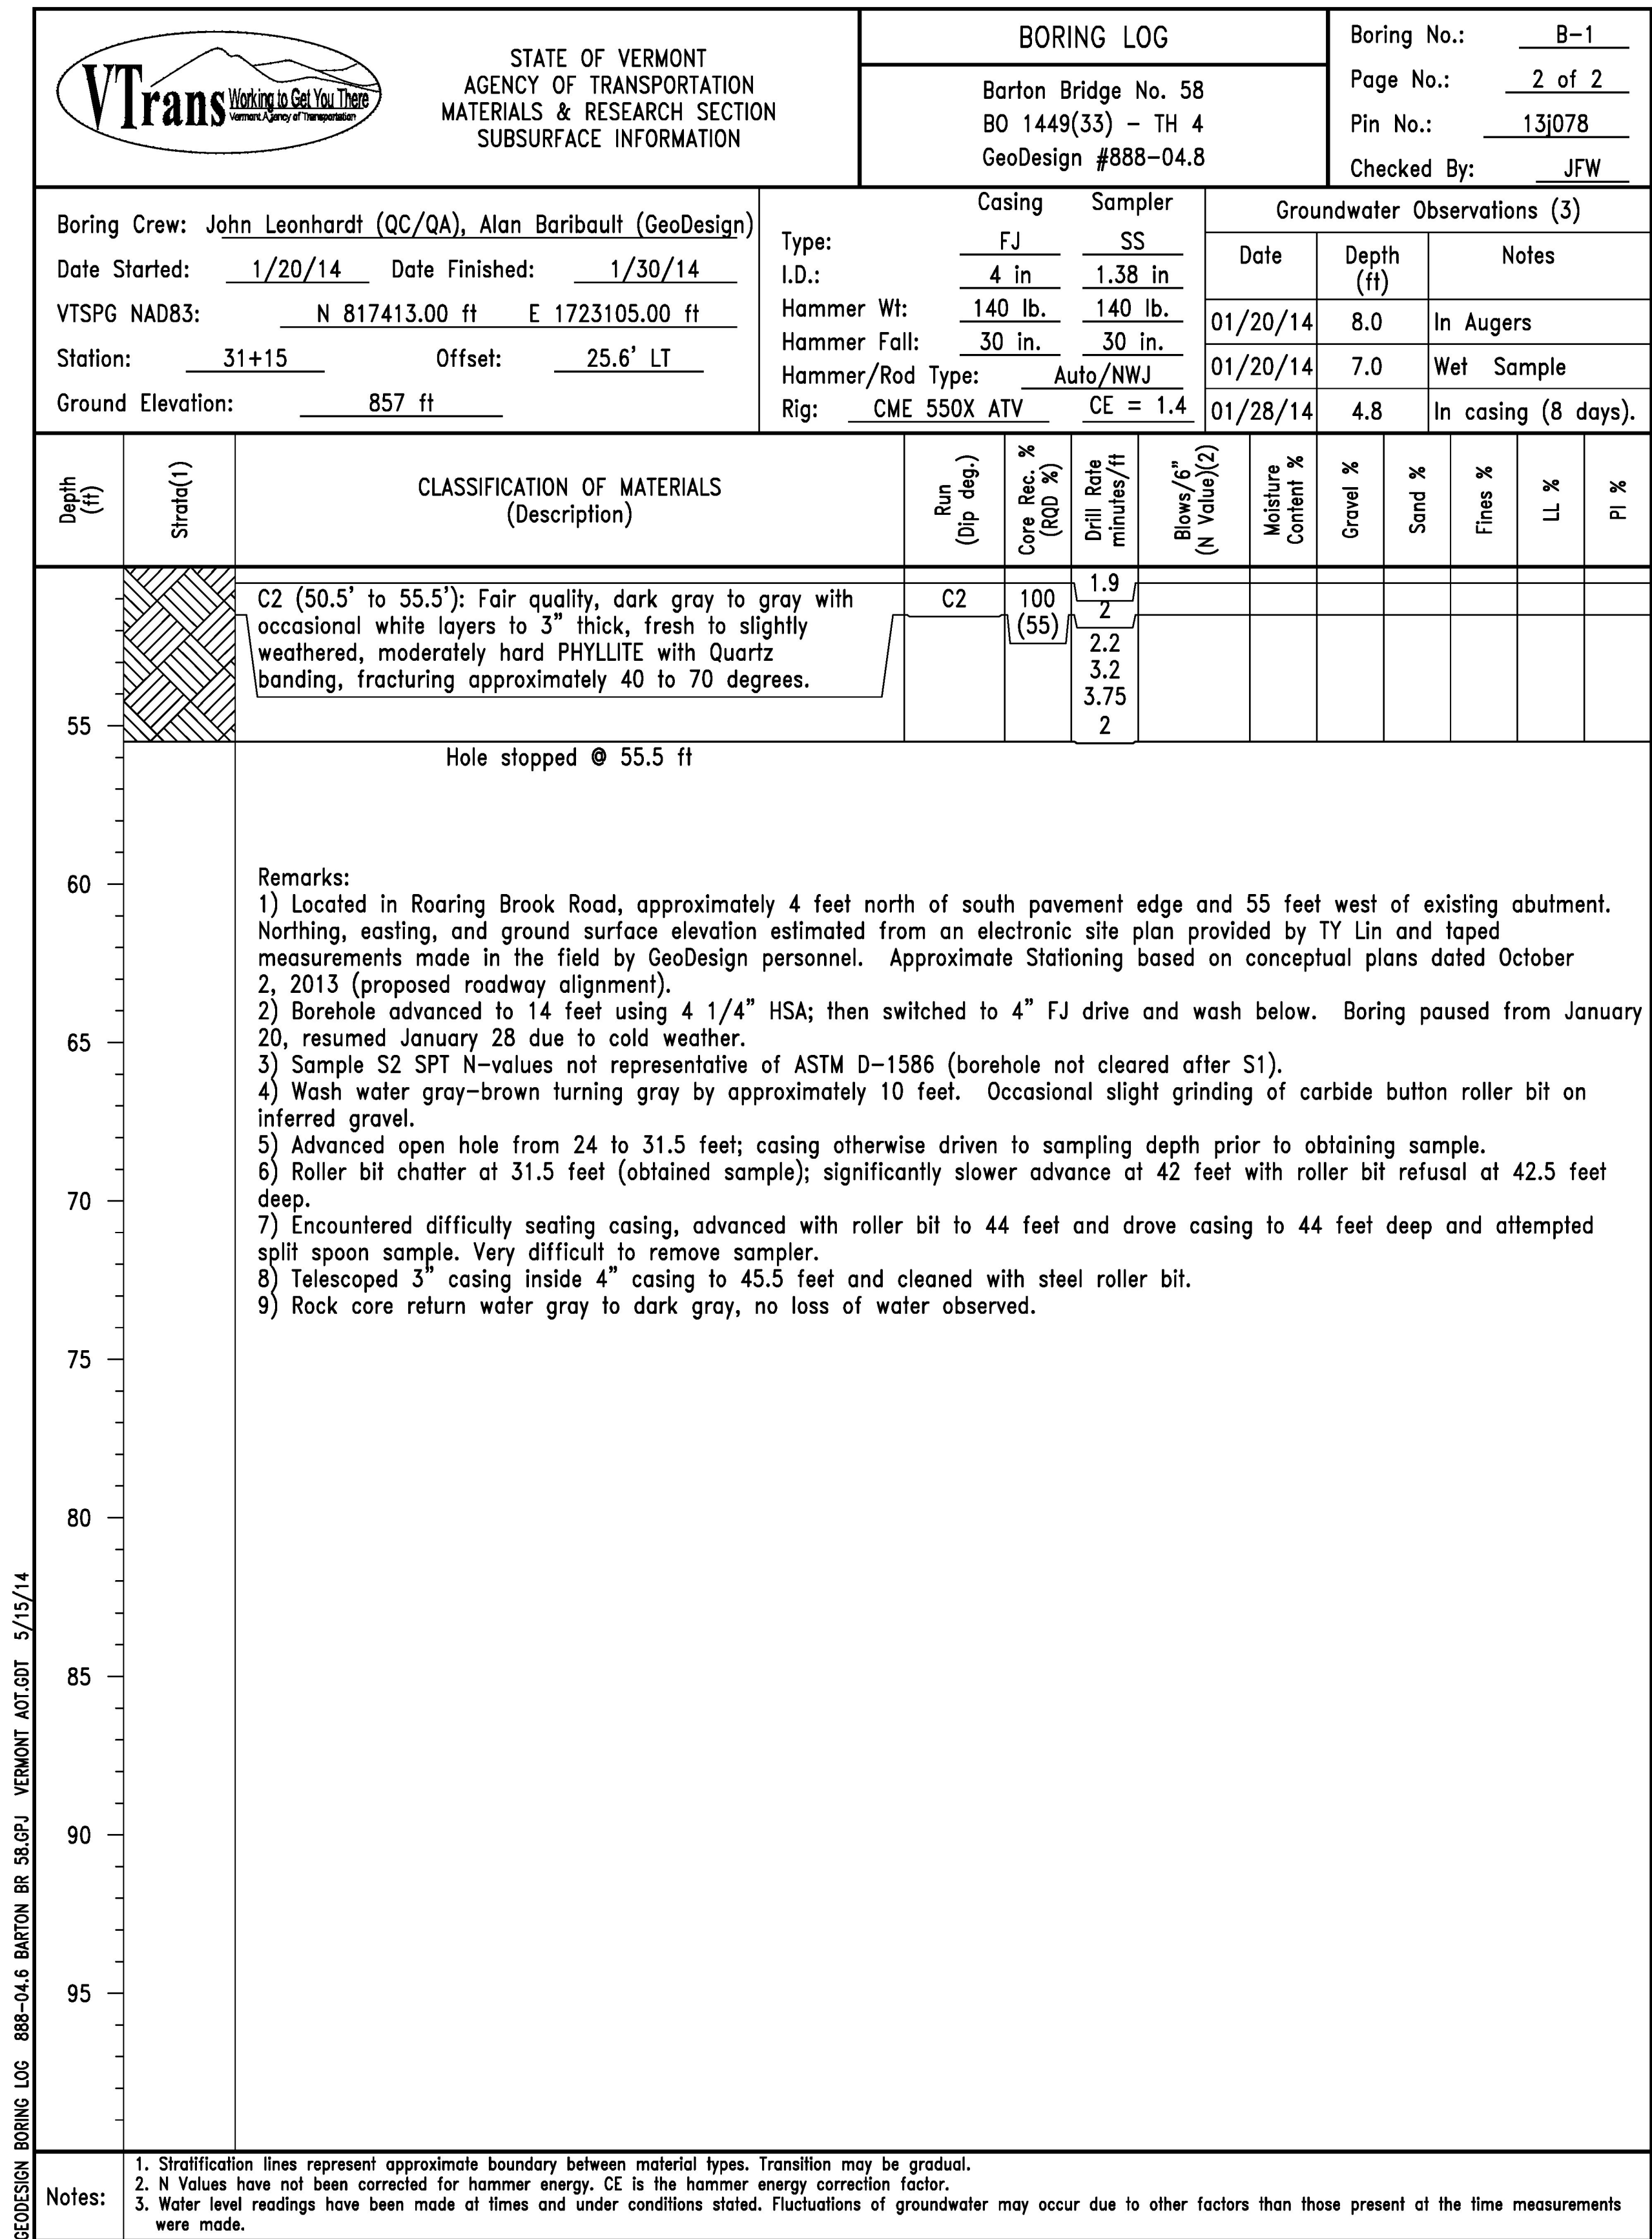 VTrans Working to Get You There
Vermont Agency of Transportation
STATE OF VERMONT
AGENCY OF TRANSPORTATION
MATERIALS & RESEARCH SECTION
SUBSURFACE INFORMATION
BORING LOG
Barton Bridge No. 58
BO 1449(33) - TH 4
GeoDesign #888-04.8
Boring No.: B-1
Page No.: 2 of 2
Pin No.: 13j078
Checked By: JFW
Boring Crew: John Leonhardt (QC/QA), Alan Baribault (GeoDesign)
Date Started: 1/20/14 Date Finished: 1/30/14
VTSPG NAD83: N 817413.00 ft E 1723105.00 ft
Station: 31+15 Offset: 25.6' LT
Ground Elevation: 857 ft
Casing Sampler
Type: FJ SS
I.D.: 4 in 1.38 in
Hammer Wt: 140 lb. 140 lb.
Hammer Fall: 30 in. 30 in.
Hammer/Rod Type: Auto/NWJ
Rig: CME 550X ATV CE = 1.4
Groundwater Observations (3)
Date Depth (ft) Notes
01/20/14 8.0 In Augers
01/20/14 7.0 Wet Sample
01/28/14 4.8 In casing (8 days).
Depth (ft)
Strata(1)
CLASSIFICATION OF MATERIALS
(Description)
Run
(Dip deg.)
Core Rec. %
(RQD %)
Drill Rate
minutes/ft
Blows/6"
(N Value)(2)
Moisture
Content %
Gravel %
Sand %
Fines %
LL %
PI %
C2 (50.5' to 55.5'): Fair quality, dark gray to gray with
occasional white layers to 3" thick, fresh to slightly
weathered, moderately hard PHYLLITE with Quartz
banding, fracturing approximately 40 to 70 degrees.
C2
100
(55)
1.9
2
2.2
3.2
3.75
2
55
Hole stopped @ 55.5 ft
60
65
70
75
80
85
90
95
Remarks:
1) Located in Roaring Brook Road, approximately 4 feet north of south pavement edge and 55 feet west of existing abutment.
Northing, easting, and ground surface elevation estimated from an electronic site plan provided by TY Lin and taped
measurements made in the field by GeoDesign personnel. Approximate Stationing based on conceptual plans dated October
2, 2013 (proposed roadway alignment).
2) Borehole advanced to 14 feet using 4 1/4" HSA; then switched to 4" FJ drive and wash below. Boring paused from January
20, resumed January 28 due to cold weather.
3) Sample S2 SPT N-values not representative of ASTM D-1586 (borehole not cleared after S1).
4) Wash water gray-brown turning gray by approximately 10 feet. Occasional slight grinding of carbide button roller bit on
inferred gravel.
5) Advanced open hole from 24 to 31.5 feet; casing otherwise driven to sampling depth prior to obtaining sample.
6) Roller bit chatter at 31.5 feet (obtained sample); significantly slower advance at 42 feet with roller bit refusal at 42.5 feet
deep.
7) Encountered difficulty seating casing, advanced with roller bit to 44 feet and drove casing to 44 feet deep and attempted
split spoon sample. Very difficult to remove sampler.
8) Telescoped 3" casing inside 4" casing to 45.5 feet and cleaned with steel roller bit.
9) Rock core return water gray to dark gray, no loss of water observed.
GEODESIGN BORING LOG 888-04.6 BARTON BR 58.GPJ VERMONT AOT.GDT 5/15/14
Notes:
1. Stratification lines represent approximate boundary between material types. Transition may be gradual.
2. N Values have not been corrected for hammer energy. CE is the hammer energy correction factor.
3. Water level readings have been made at times and under conditions stated. Fluctuations of groundwater may occur due to other factors than those present at the time measurements
were made.